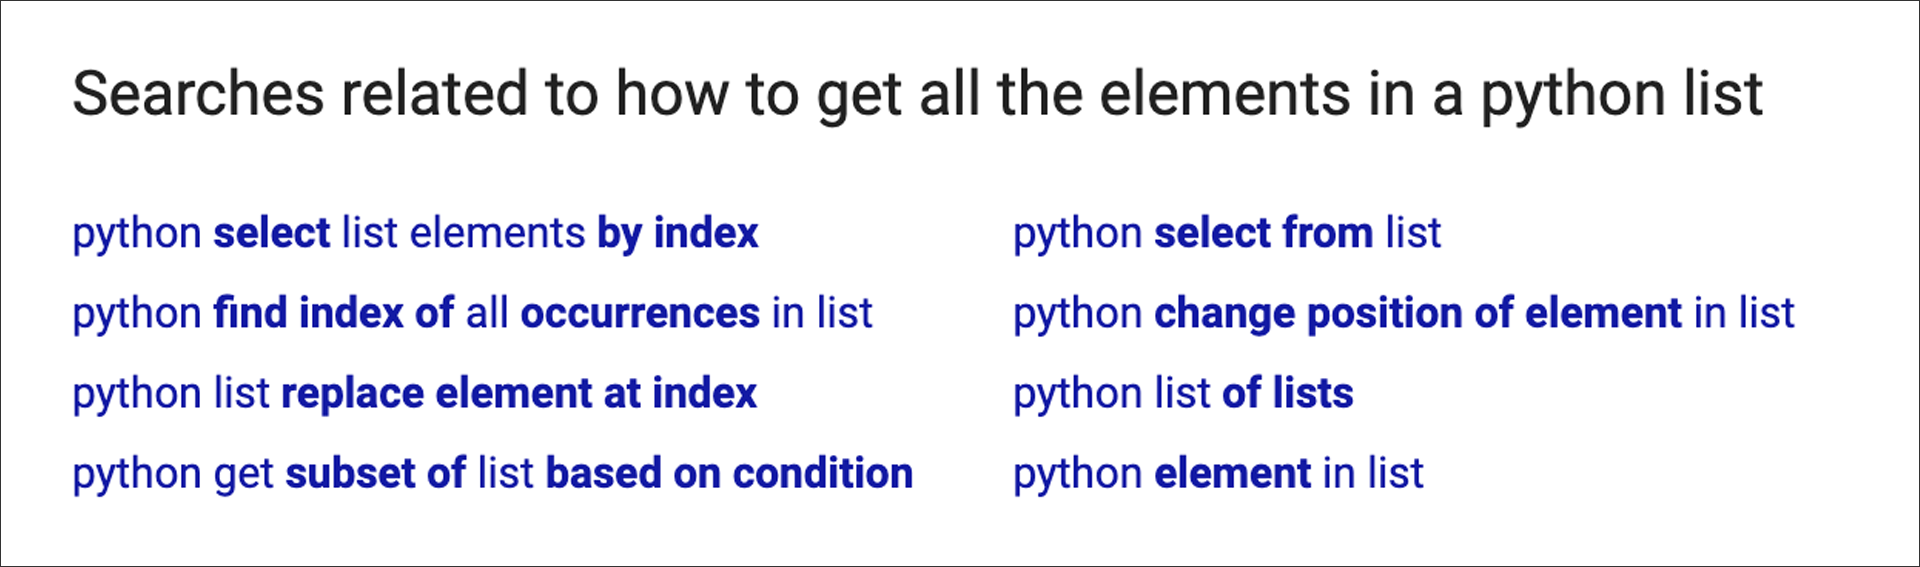 Searches related to how to get all the elements in a python list
python select list elements by index
python find index of all occurrences in list
python list replace element at index
python get subset of list based on condition
python select from list
python change position of element in list
python list of lists
python element in list